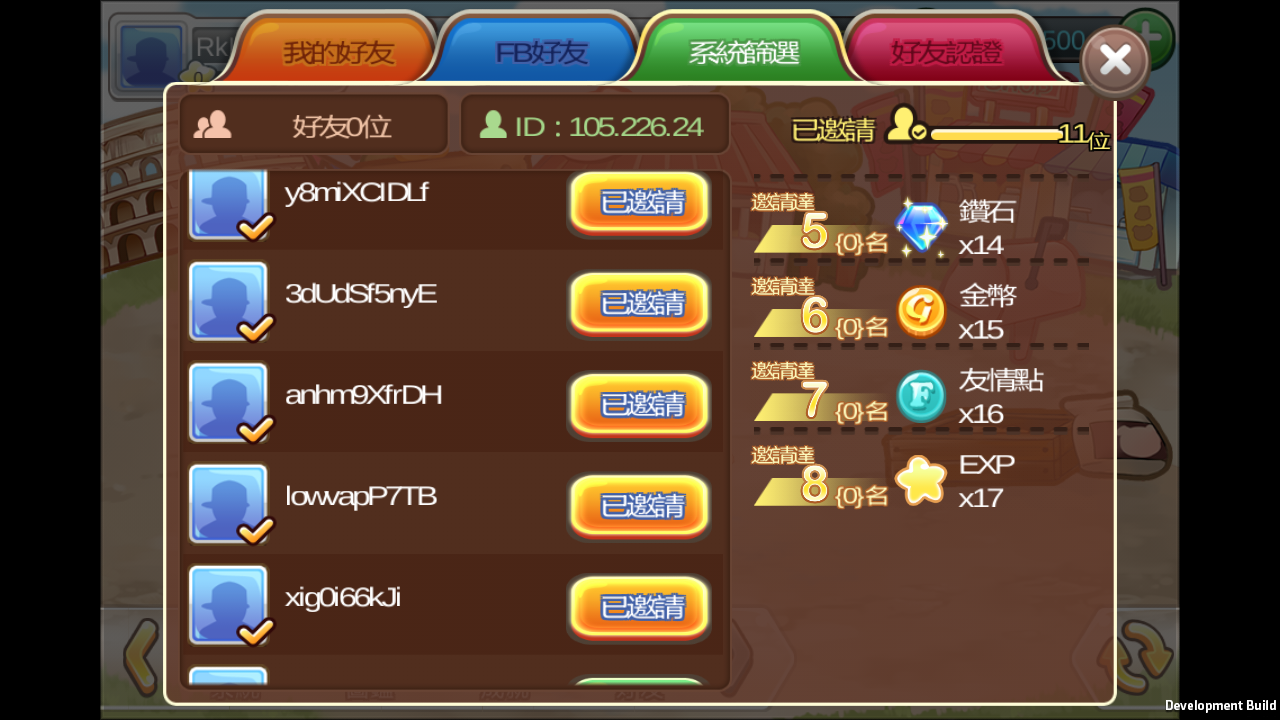 我的好友
FB好友
系統篩選
好友認證
好友0位
ID : 105.226.24
已邀請
11位
y8miXCIDLf
已邀請
3dUdSf5nyE
已邀請
anhm9XfrDH
已邀請
lowapP7TB
已邀請
xig0i66kJi
已邀請
邀請達
5{0}名
鑽石
x14
邀請達
6{0}名
金幣
x15
邀請達
7{0}名
友情點
x16
邀請達
8{0}名
EXP
x17
Development Build